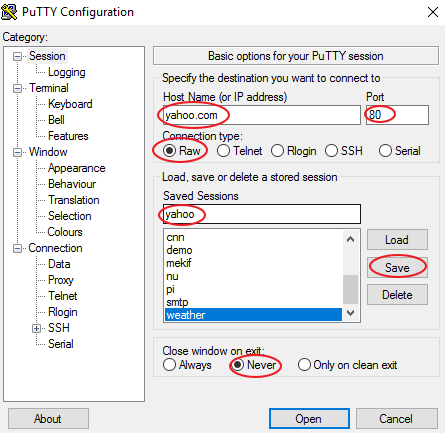 PuTTY Configuration
Category:
Session
Logging
Terminal
Keyboard
Bell
Features
Window
Appearance
Behaviour
Translation
Selection
Colours
Connection
Data
Proxy
Telnet
Rlogin
SSH
Serial
Basic options for your PuTTY session
Specify the destination you want to connect to
Host Name (or IP address) Port
yahoo.com 80
Connection type:
Raw Telnet Rlogin SSH Serial
Load, save or delete a stored session
Saved Sessions
yahoo
cnn
demo
mekif
nu
pi
smtp
weather
Load
Save
Delete
Close window on exit:
Always Never Only on clean exit
About Open Cancel